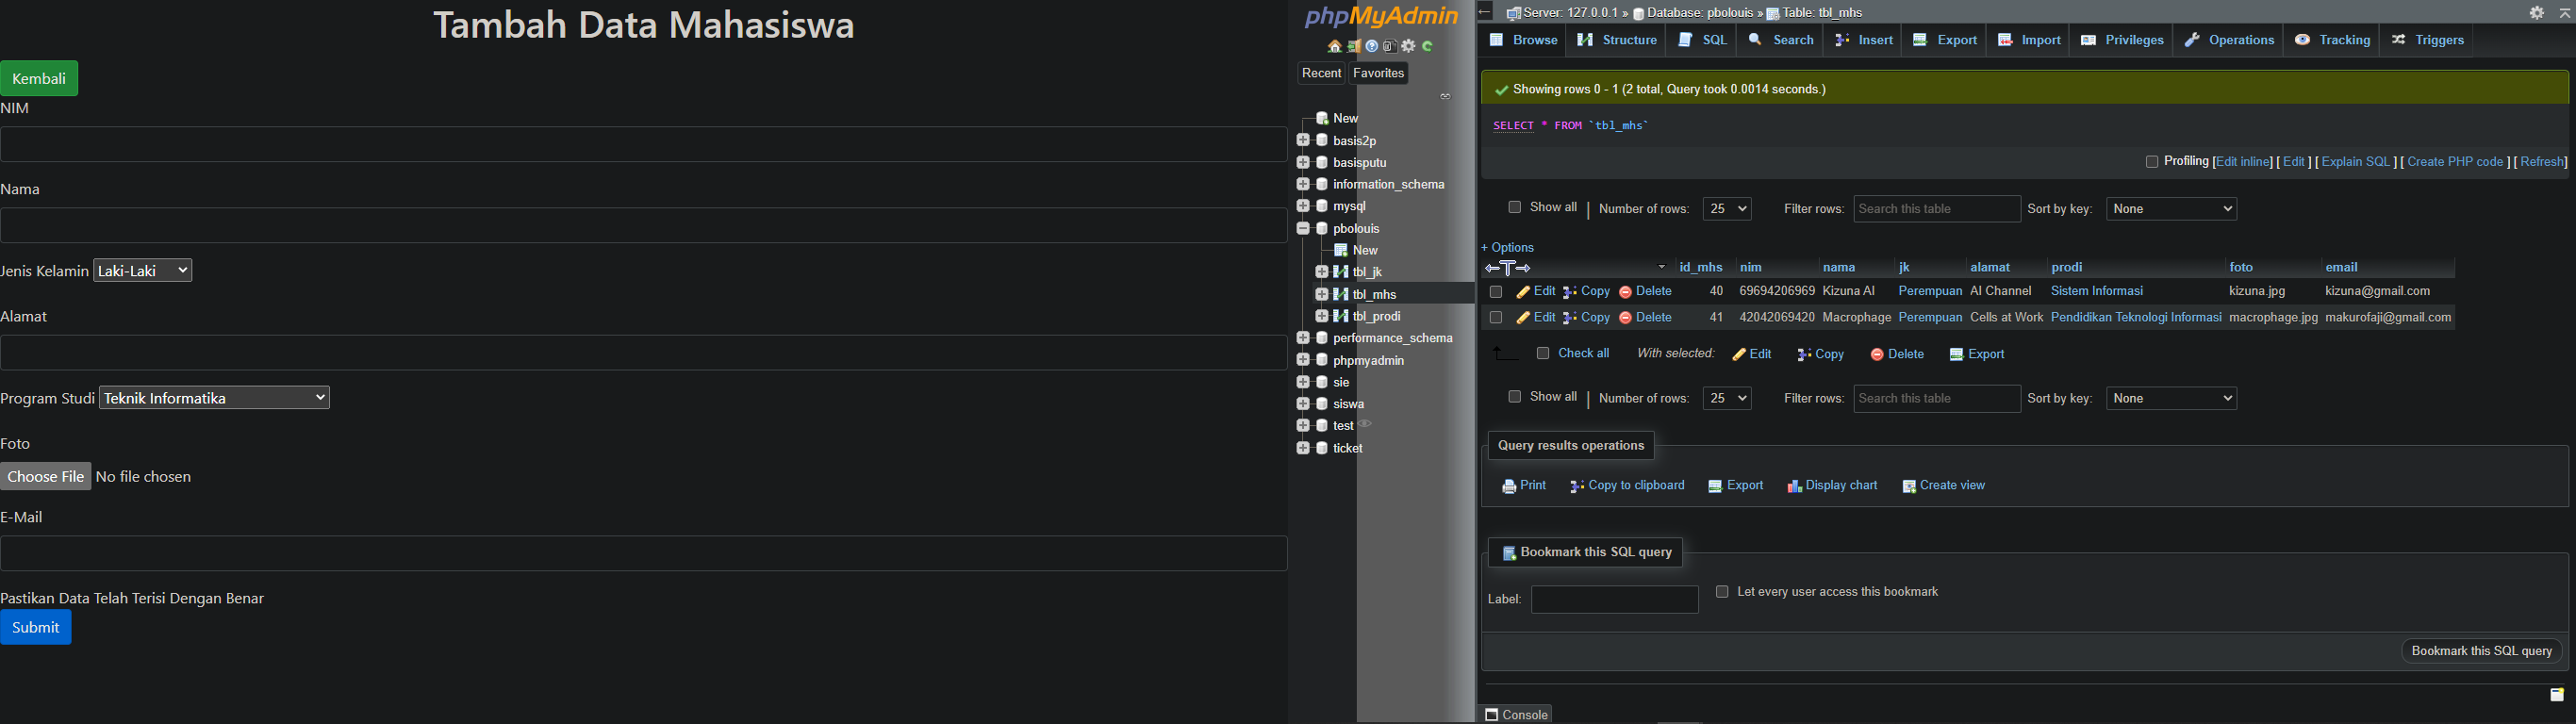 Tambah Data Mahasiswa
Kembali
NIM
Nama
Jenis Kelamin Laki-Laki
Alamat
Program Studi Teknik Informatika
Foto
Choose File No file chosen
E-Mail
Pastikan Data Telah Terisi Dengan Benar
Submit
phpMyAdmin
Recent Favorites
New
basis2p
basisputu
information_schema
mysql
pbolouis
New
tbl_jk
tbl_mhs
tbl_prodi
performance_schema
phpmyadmin
sie
siswa
test
ticket
Server: 127.0.0.1 » Database: pbolouis » Table: tbl_mhs
Browse Structure SQL Search Insert Export Import Privileges Operations Tracking Triggers
Showing rows 0 - 1 (2 total, Query took 0.0014 seconds.)
SELECT * FROM `tbl_mhs`
Profiling [Edit inline] [ Edit ] [ Explain SQL ] [ Create PHP code ] [ Refresh]
Show all | Number of rows: 25 Filter rows: Search this table Sort by key: None
+ Options
id_mhs nim nama jk alamat prodi foto email
Edit Copy Delete 40 69694206969 Kizuna AI Perempuan AI Channel Sistem Informasi kizuna.jpg kizuna@gmail.com
Edit Copy Delete 41 42042069420 Macrophage Perempuan Cells at Work Pendidikan Teknologi Informasi macrophage.jpg makurofaji@gmail.com
Check all With selected: Edit Copy Delete Export
Show all | Number of rows: 25 Filter rows: Search this table Sort by key: None
Query results operations
Print Copy to clipboard Export Display chart Create view
Bookmark this SQL query
Label: Let every user access this bookmark
Bookmark this SQL query
Console